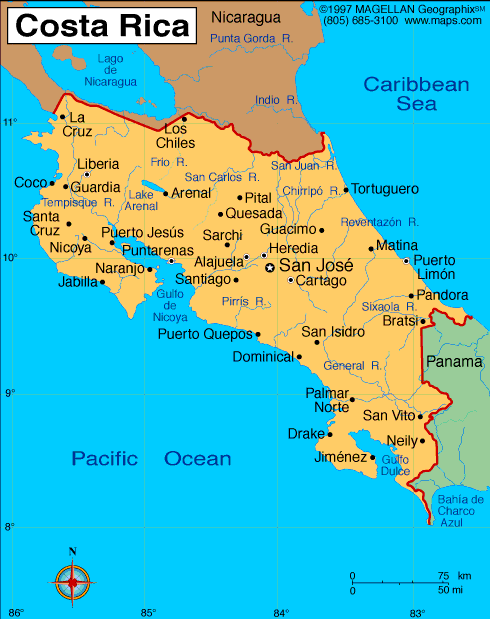 Costa Rica
©1997 MAGELLAN Geographix℠
(805) 685-3100 www.maps.com
Nicaragua
Punta Gorda R.
Lago de
Nicaragua
Caribbean
Sea
Indio R.
11°
La
Cruz
Los
Chiles
Frio R.
San Juan R.
Liberia
San Carlos R.
Coco
Guardia
Lake
Arenal
Arenal
Pital
Chirripó R.
Tortuguero
Tempisque R.
Quesada
Santa
Cruz
Reventazón R.
Puerto Jesús
Sarchi
Guacimo
Nicoya
Puntarenas
Heredia
Matina
10°
Alajuela
San José
Puerto
Limón
Naranjo
Jabilla
Santiago
Cartago
Pandora
Gulfo
de
Nicoya
Pirrís R.
Sixaola R.
Bratsi
Puerto Quepos
San Isidro
Dominical
General R.
Panama
9°
Palmar
Norte
San Vito
Drake
Neily
Jiménez
Gulfo
Dulce
Pacific Ocean
Bahía de
Charco
Azul
8°
N
0 75 km
0 50 mi
86° 85° 84° 83°